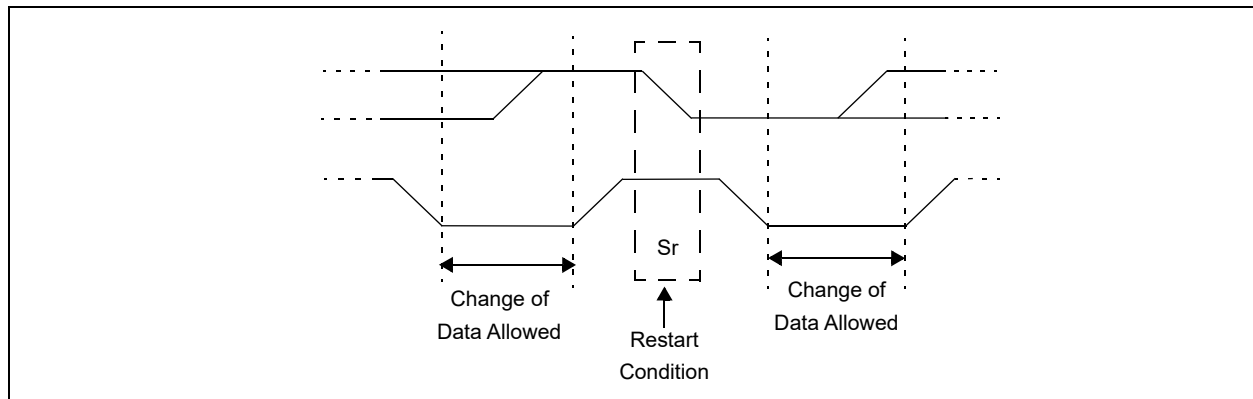 Sr
Change of
Data Allowed
Restart
Condition
Change of
Data Allowed